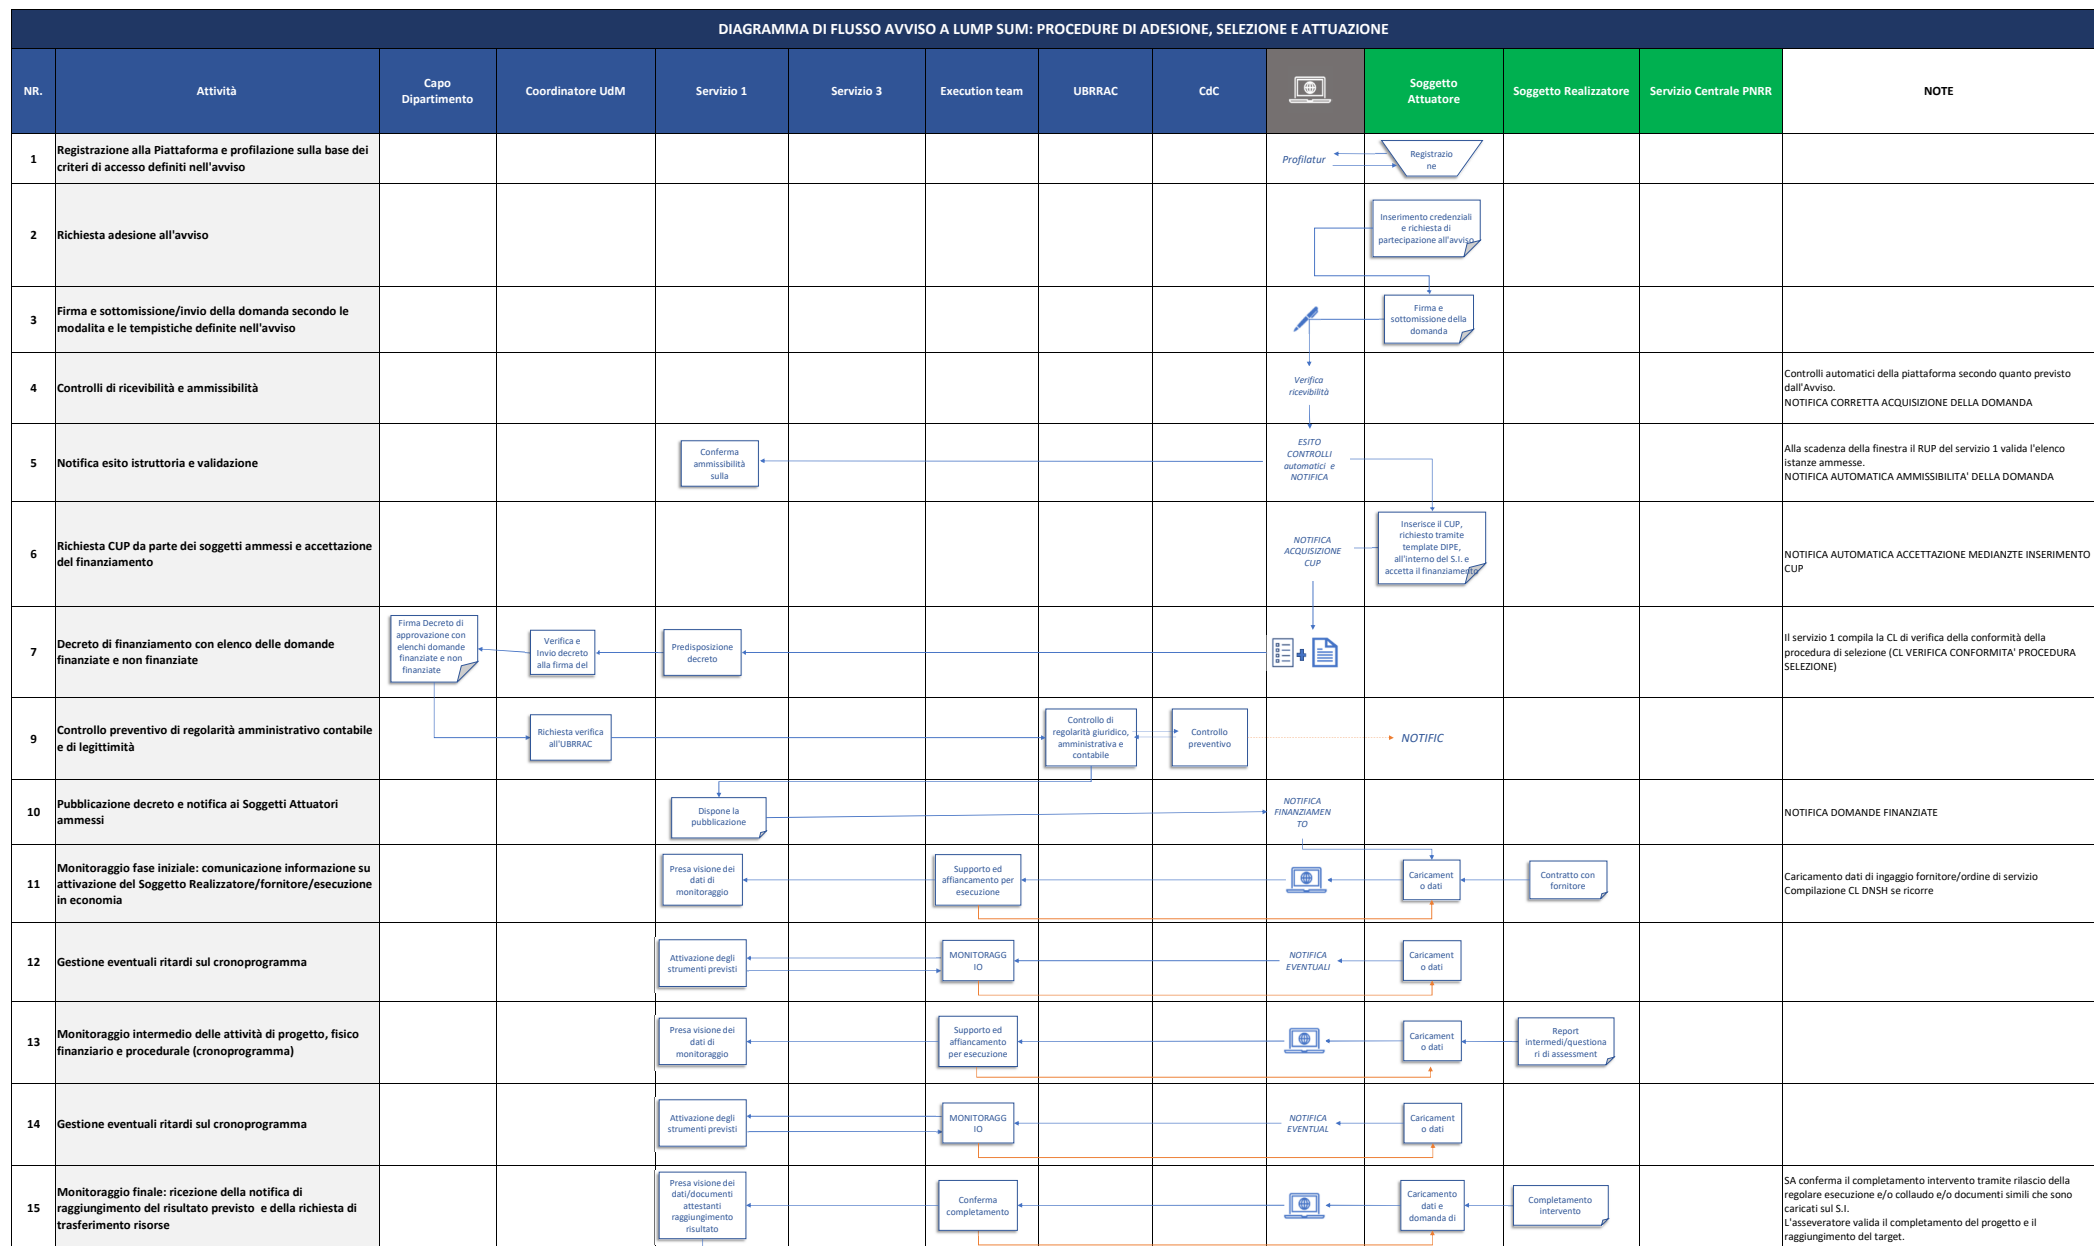 DIAGRAMMA DI FLUSSO AVVISO A LUMP SUM: PROCEDURE DI ADESIONE, SELEZIONE E ATTUAZIONE
NR.
Attività
Capo
Dipartimento
Coordinatore UdM
Servizio 1
Servizio 3
Execution team
UBRRAC
CdC
Soggetto
Attuatore
Soggetto Realizzatore
Servizio Centrale PNRR
NOTE
1
Registrazione alla Piattaforma e profilazione sulla base dei
criteri di accesso definiti nell'avviso
Profilatur
Registrazio
ne
2
Richiesta adesione all'avviso
Inserimento credenziali
e richiesta di
partecipazione all'avviso
3
Firma e sottomissione/invio della domanda secondo le
modalita e le tempistiche definite nell'avviso
Firma e
sottomissione della
domanda
4
Controlli di ricevibilità e ammissibilità
Verifica
ricevibilità
Controlli automatici della piattaforma secondo quanto previsto
dall'Avviso.
NOTIFICA CORRETTA ACQUISIZIONE DELLA DOMANDA
5
Notifica esito istruttoria e validazione
Conferma
ammissibilità
sulla
ESITO
CONTROLLI
automatici e
NOTIFICA
Alla scadenza della finestra il RUP del servizio 1 valida l'elenco
istanze ammesse.
NOTIFICA AUTOMATICA AMMISSIBILITA' DELLA DOMANDA
6
Richiesta CUP da parte dei soggetti ammessi e accettazione
del finanziamento
NOTIFICA
ACQUISIZIONE
CUP
Inserisce il CUP,
richiesto tramite
template DIPE,
all'interno del S.I. e
accetta il finanziamento
NOTIFICA AUTOMATICA ACCETTAZIONE MEDIANZTE INSERIMENTO
CUP
7
Decreto di finanziamento con elenco delle domande
finanziate e non finanziate
Firma Decreto di
approvazione con
elenchi domande
finanziate e non
finanziate
Verifica e
Invio decreto
alla firma del
Predisposizione
decreto
Il servizio 1 compila la CL di verifica della conformità della
procedura di selezione (CL VERIFICA CONFORMITA' PROCEDURA
SELEZIONE)
9
Controllo preventivo di regolarità amministrativo contabile
e di legittimità
Richiesta verifica
all'UBRRAC
Controllo di
regolarità giuridico,
amministrativa e
contabile
Controllo
preventivo
NOTIFIC
10
Pubblicazione decreto e notifica ai Soggetti Attuatori
ammessi
Dispone la
pubblicazione
NOTIFICA
FINANZIAMEN
TO
NOTIFICA DOMANDE FINANZIATE
11
Monitoraggio fase iniziale: comunicazione informazione su
attivazione del Soggetto Realizzatore/fornitore/esecuzione
in economia
Presa visione dei
dati di
monitoraggio
Supporto ed
affiancamento per
esecuzione
Caricament
o dati
Contratto con
fornitore
Caricamento dati di ingaggio fornitore/ordine di servizio
Compilazione CL DNSH se ricorre
12
Gestione eventuali ritardi sul cronoprogramma
Attivazione degli
strumenti previsti
MONITORAGG
IO
NOTIFICA
EVENTUALI
Caricament
o dati
13
Monitoraggio intermedio delle attività di progetto, fisico
finanziario e procedurale (cronoprogramma)
Presa visione dei
dati di
monitoraggio
Supporto ed
affiancamento
per esecuzione
Caricament
o dati
Report
intermedi/questiona
ri di assessment
14
Gestione eventuali ritardi sul cronoprogramma
Attivazione degli
strumenti previsti
MONITORAGG
IO
NOTIFICA
EVENTUAL
Caricament
o dati
15
Monitoraggio finale: ricezione della notifica di
raggiungimento del risultato previsto e della richiesta di
trasferimento risorse
Presa visione dei
dati/documenti
attestanti
raggiungimento
risultato
Conferma
completamento
Caricamento
dati e
domanda di
Completamento
intervento
SA conferma il completamento intervento tramite rilascio della
regolare esecuzione e/o collaudo e/o documenti simili che sono
caricati sul S.I.
L'asseveratore valida il completamento del progetto e il
raggiungimento del target.